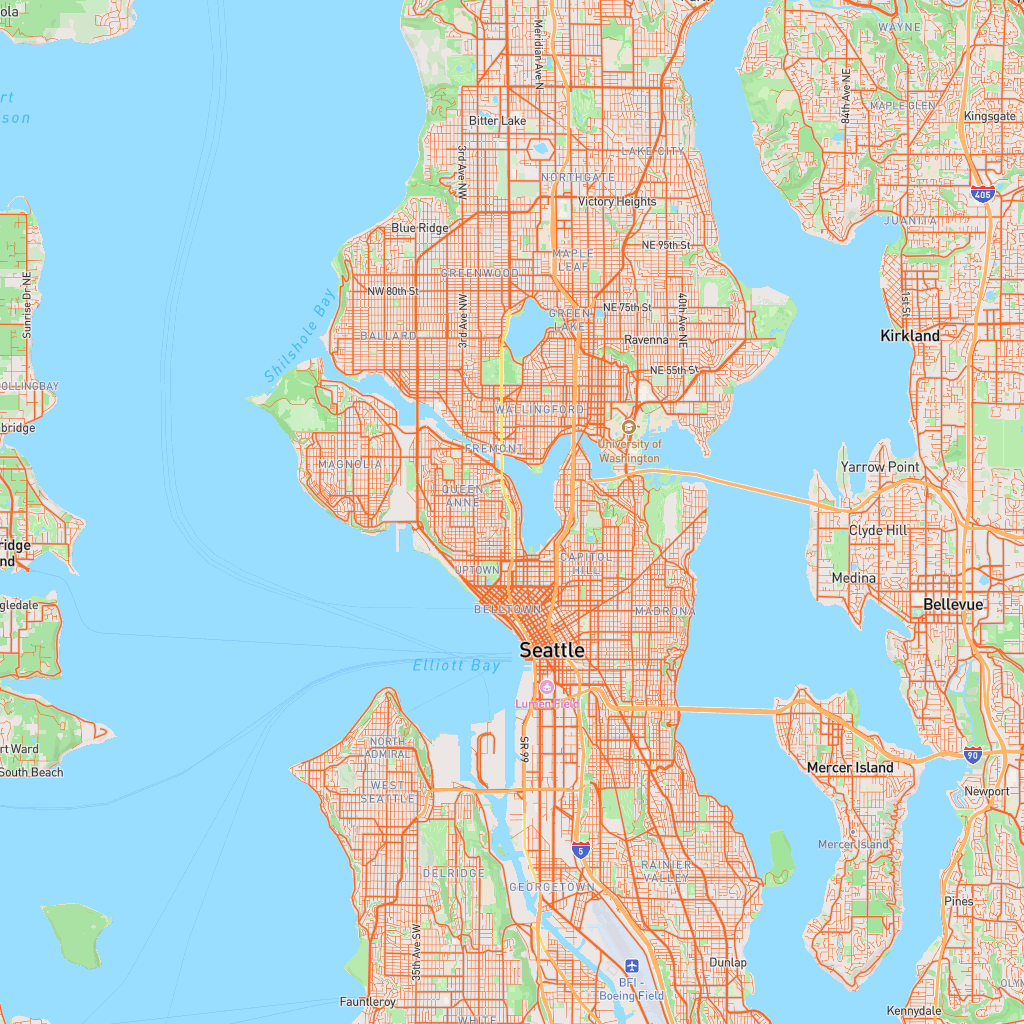 ola
WAYNE
Meridian Ave N
84th Ave NE
MAPLE GLEN
rt
son
Kingsgate
Bitter Lake
LAKE CITY
3rd Ave NW
NORTHGATE
405
Victory Heights
JUANITA
Blue Ridge
NE 95th St
MAPLE
LEAF
GREENWOOD
Sunrise Dr NE
NW 80th St
1st St
NE 75th St
40th Ave NE
3rd Ave NW
GREEN
LAKE
Shilshole Bay
BALLARD
Ravenna
Kirkland
NE 55th St
OLLINGBAY
WALLINGFORD
mbridge
University of
Washington
FREMONT
MAGNOLIA
Yarrow Point
QUEEN
ANNE
Clyde Hill
ridge
nd
CAPITOL
HILL
UPTOWN
Medina
gledale
BELLTOWN
MADRONA
Bellevue
Seattle
Elliott Bay
Lumen Field
SR 99
NORTH
ADMIRAL
rt Ward
South Beach
90
Mercer Island
WEST
SEATTLE
Newport
Mercer Island
5
RAINIER
VALLEY
DELRIDGE
GEORGETOWN
Pines
35th Ave SW
Dunlap
BFI -
Boeing Field
Fauntleroy
Kennydale
WHITE